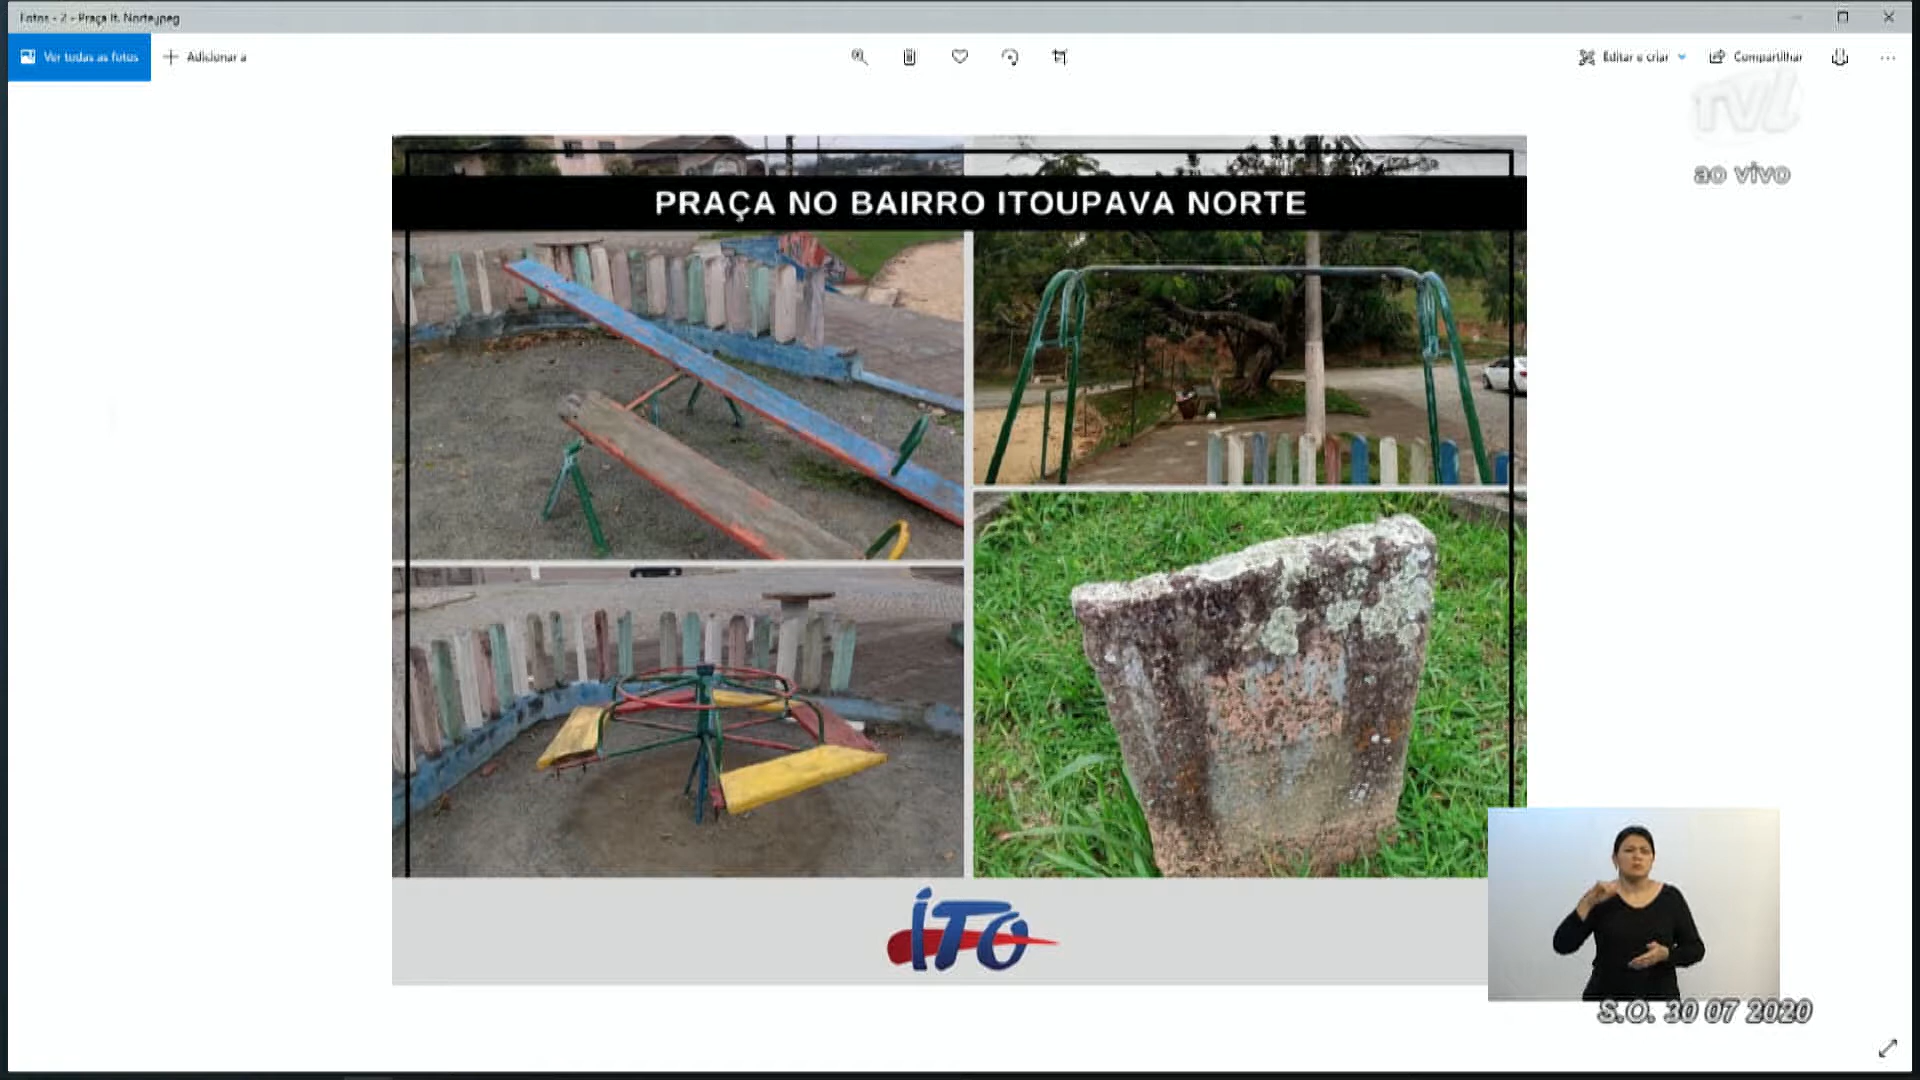 Fotos - 2 - Praça It. Norte.jpeg
Ver todas as fotos
Adicionar a
Editar e criar
Compartilhar
TVL
ao vivo
PRAÇA NO BAIRRO ITOUPAVA NORTE
iTO
S.O. 30 07 2020